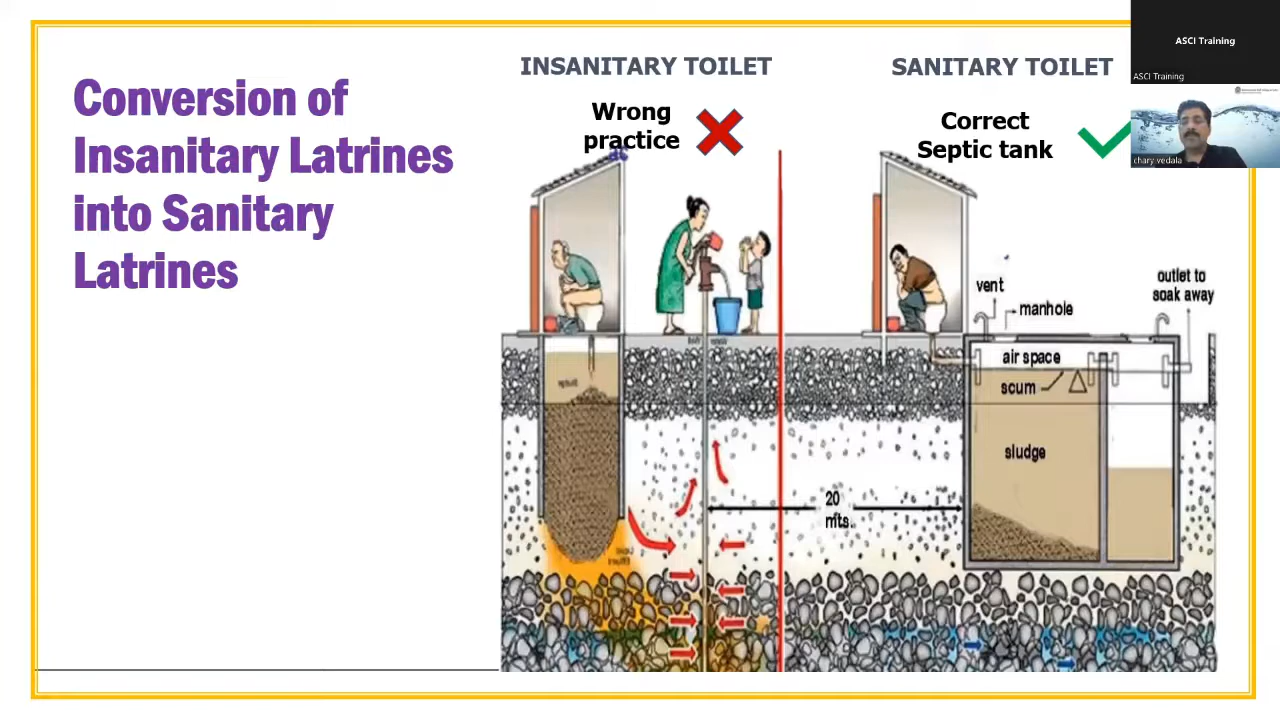 Conversion of
Insanitary Latrines
into Sanitary
Latrines
INSANITARY TOILET
Wrong
practice
SANITARY TOILET
Correct
Septic tank
ASCI Training
ASCI Training
chary vedala
vent
manhole
outlet to
soak away
air space
scum
sludge
20
mts.